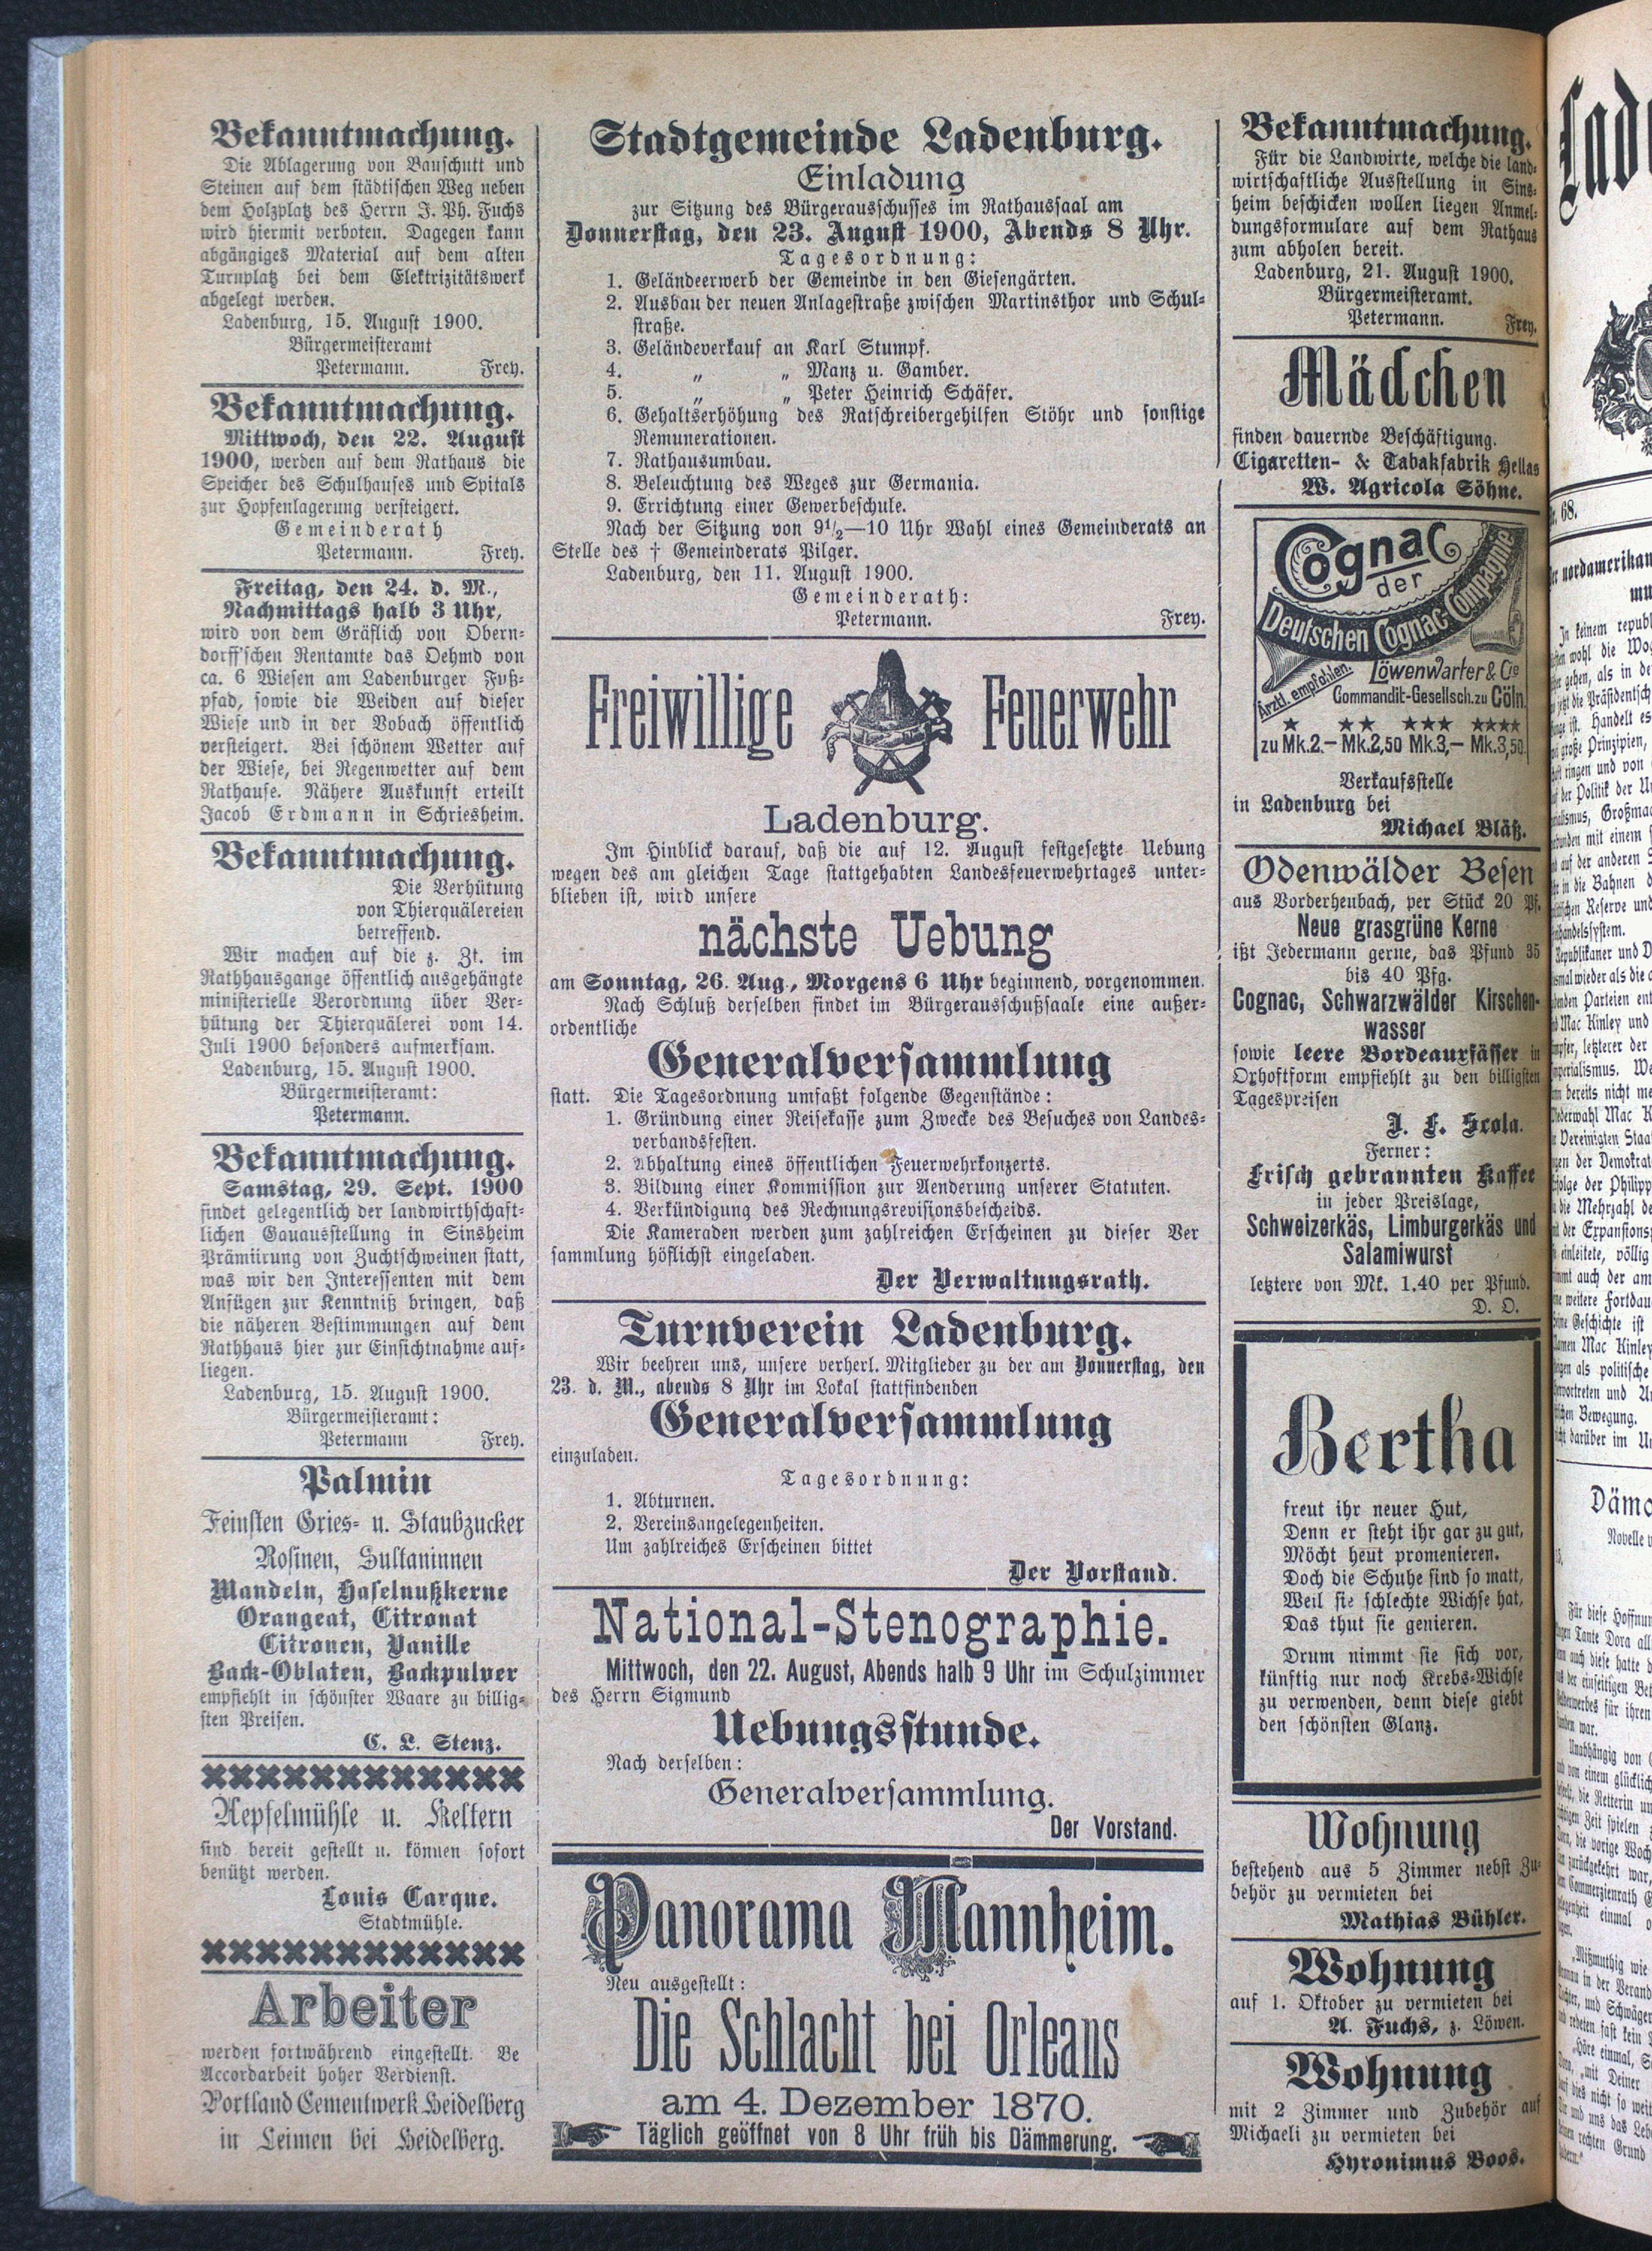 Bekanntmachung.
Die Ablagerung von Bauschutt und
Steinen auf dem städtischen Weg neben
dem Holzplatz des Herrn J. Ph. Fuchs
wird hiermit verboten. Dagegen kann
abgängiges Material auf dem alten
Turnplatz bei dem Elektrizitätswerk
abgelegt werden.
Ladenburg, 15. August 1900.
Bürgermeisteramt
Petermann. Frey.
Bekanntmachung.
Mittwoch, den 22. August
1900, werden auf dem Rathaus die
Speicher des Schulhauses und Spitals
zur Hopfenlagerung versteigert.
Gemeinderath
Petermann. Frey.
Freitag, den 24. d. M.,
Nachmittags halb 3 Uhr,
wird von dem Gräflich von Obern-
dorff'schen Rentamte das Oehmd von
ca. 6 Wiesen am Ladenburger Fuß-
pfad, sowie die Weiden auf dieser
Wiese und in der Vobach öffentlich
versteigert. Bei schönem Wetter auf
der Wiese, bei Regenwetter auf dem
Rathause. Nähere Auskunft erteilt
Jacob Erdmann in Schriesheim.
Bekanntmachung.
Die Verhütung
von Thierquälereien
betreffend.
Wir machen auf die z. Zt. im
Rathhausgange öffentlich ausgehängte
ministerielle Verordnung über Ver-
hütung der Thierquälerei vom 14.
Juli 1900 besonders aufmerksam.
Ladenburg, 15. August 1900.
Bürgermeisteramt:
Petermann.
Bekanntmachung.
Samstag, 29. Sept. 1900
findet gelegentlich der landwirthschaft-
lichen Gauausstellung in Sinsheim
Prämiirung von Zuchtschweinen statt,
was wir den Interessenten mit dem
Anfügen zur Kenntniß bringen, daß
die näheren Bestimmungen auf dem
Rathhaus hier zur Einsichtnahme auf-
liegen.
Ladenburg, 15. August 1900.
Bürgermeisteramt:
Petermann Frey.
Palmin
Feinsten Gries- u. Staubzucker
Rosinen, Sultaninnen
Mandeln, Haselnußkerne
Orangeat, Citronat
Citronen, Vanille
Back-Oblaten, Backpulver
empfiehlt in schönster Waare zu billig-
sten Preisen.
C. L. Stenz.
Aepfelmühle u. Keltern
sind bereit gestellt u. können sofort
benützt werden.
Louis Carque.
Stadtmühle.
Arbeiter
werden fortwährend eingestellt. Be
Accordarbeit hoher Verdienst.
Portland Cementwerk Heidelberg
in Leimen bei Heidelberg.
Stadtgemeinde Ladenburg.
Einladung
zur Sitzung des Bürgerausschusses im Rathaussaal am
Donnerstag, den 23. August 1900, Abends 8 Uhr.
Tagesordnung:
1. Geländeerwerb der Gemeinde in den Giesengärten.
2. Ausbau der neuen Anlagestraße zwischen Martinsthor und Schul-
straße.
3. Geländeverkauf an Karl Stumpf.
4. „ „ Manz u. Gamber.
5. „ „ Peter Heinrich Schäfer.
6. Gehaltserhöhung des Ratschreibergehilfen Stöhr und sonstige
Remunerationen.
7. Rathausumbau.
8. Beleuchtung des Weges zur Germania.
9. Errichtung einer Gewerbeschule.
Nach der Sitzung von 9½—10 Uhr Wahl eines Gemeinderats an
Stelle des † Gemeinderats Pilger.
Ladenburg, den 11. August 1900.
Gemeinderath:
Petermann. Frey.
Freiwillige Feuerwehr
Ladenburg.
Im Hinblick darauf, daß die auf 12. August festgesetzte Uebung
wegen des am gleichen Tage stattgehabten Landesfeuerwehrtages unter-
blieben ist, wird unsere
nächste Uebung
am Sonntag, 26. Aug., Morgens 6 Uhr beginnend, vorgenommen.
Nach Schluß derselben findet im Bürgerausschußsaale eine außer-
ordentliche
Generalversammlung
statt. Die Tagesordnung umfaßt folgende Gegenstände:
1. Gründung einer Reisekasse zum Zwecke des Besuches von Landes-
verbandsfesten.
2. Abhaltung eines öffentlichen Feuerwehrkonzerts.
3. Bildung einer Kommission zur Aenderung unserer Statuten.
4. Verkündigung des Rechnungsrevisionsbescheids.
Die Kameraden werden zum zahlreichen Erscheinen zu dieser Ver
sammlung höflichst eingeladen.
Der Verwaltungsrath.
Turnverein Ladenburg.
Wir beehren uns, unsere verherl. Mitglieder zu der am Donnerstag, den
23. d. M., abends 8 Uhr im Lokal stattfindenden
Generalversammlung
einzuladen.
Tagesordnung:
1. Abturnen.
2. Vereinsangelegenheiten.
Um zahlreiches Erscheinen bittet
Der Vorstand.
National-Stenographie.
Mittwoch, den 22. August, Abends halb 9 Uhr im Schulzimmer
des Herrn Sigmund
Uebungsstunde.
Nach derselben:
Generalversammlung.
Der Vorstand.
Panorama Mannheim.
Neu ausgestellt:
Die Schlacht bei Orleans
am 4. Dezember 1870.
Täglich geöffnet von 8 Uhr früh bis Dämmerung.
Bekanntmachung.
Für die Landwirte, welche die land-
wirtschaftliche Ausstellung in Sins-
heim beschicken wollen liegen Anmel-
dungsformulare auf dem Rathaus
zum abholen bereit.
Ladenburg, 21. August 1900.
Bürgermeisteramt.
Petermann. Frey.
Mädchen
finden dauernde Beschäftigung.
Cigaretten- & Tabakfabrik Hellas
W. Agricola Söhne.
Cognac
der
Deutschen Cognac-Compagnie
Ärztl. empfohlen.
Löwenwarter & Cie
Commandit-Gesellsch. zu Cöln.
★ ★★ ★★★ ★★★★
zu Mk.2.– Mk.2,50 Mk.3,– Mk.3,50.
Verkaufsstelle
in Ladenburg bei
Michael Bläß.
Odenwälder Besen
aus Vorderheubach, per Stück 20 Pf.
Neue grasgrüne Kerne
ißt Jedermann gerne, das Pfund 35
bis 40 Pfg.
Cognac, Schwarzwälder Kirschen-
wasser
sowie leere Bordeauxfässer in
Oxhoftform empfiehlt zu den billigsten
Tagespreisen
J. F. Scola.
Ferner:
Frisch gebrannten Kaffee
in jeder Preislage,
Schweizerkäs, Limburgerkäs und
Salamiwurst
letztere von Mk. 1.40 per Pfund.
D. O.
Bertha
freut ihr neuer Hut,
Denn er steht ihr gar zu gut,
Möcht heut promenieren.
Doch die Schuhe sind so matt,
Weil sie schlechte Wichse hat,
Das thut sie genieren.
Drum nimmt sie sich vor,
künftig nur noch Krebs-Wichse
zu verwenden, denn diese giebt
den schönsten Glanz.
Wohnung
bestehend aus 5 Zimmer nebst Zu-
behör zu vermieten bei
Mathias Bühler.
Wohnung
auf 1. Oktober zu vermieten bei
A. Fuchs, z. Löwen.
Wohnung
mit 2 Zimmer und Zubehör auf
Michaeli zu vermieten bei
Hyronimus Boos.